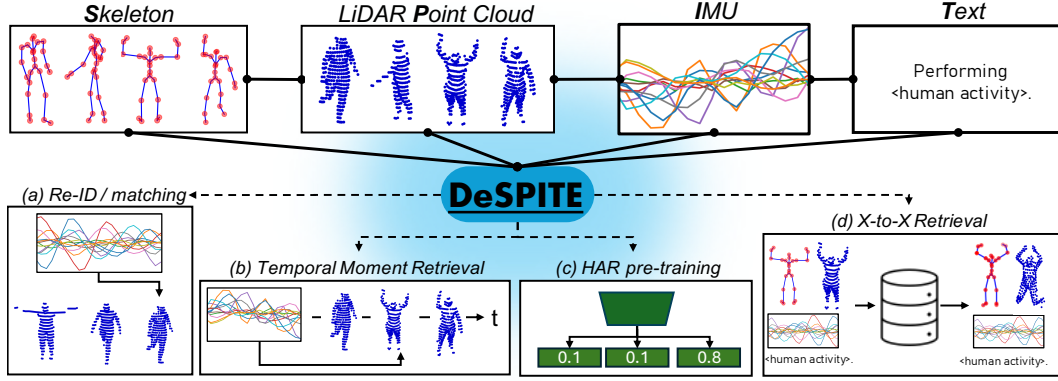 Skeleton
LiDAR Point Cloud
IMU
Text
Performing
<human activity>.
DeSPITE
(a) Re-ID / matching
(b) Temporal Moment Retrieval
t
(c) HAR pre-training
0.1
0.1
0.8
(d) X-to-X Retrieval
<human activity>.
<human activity>.